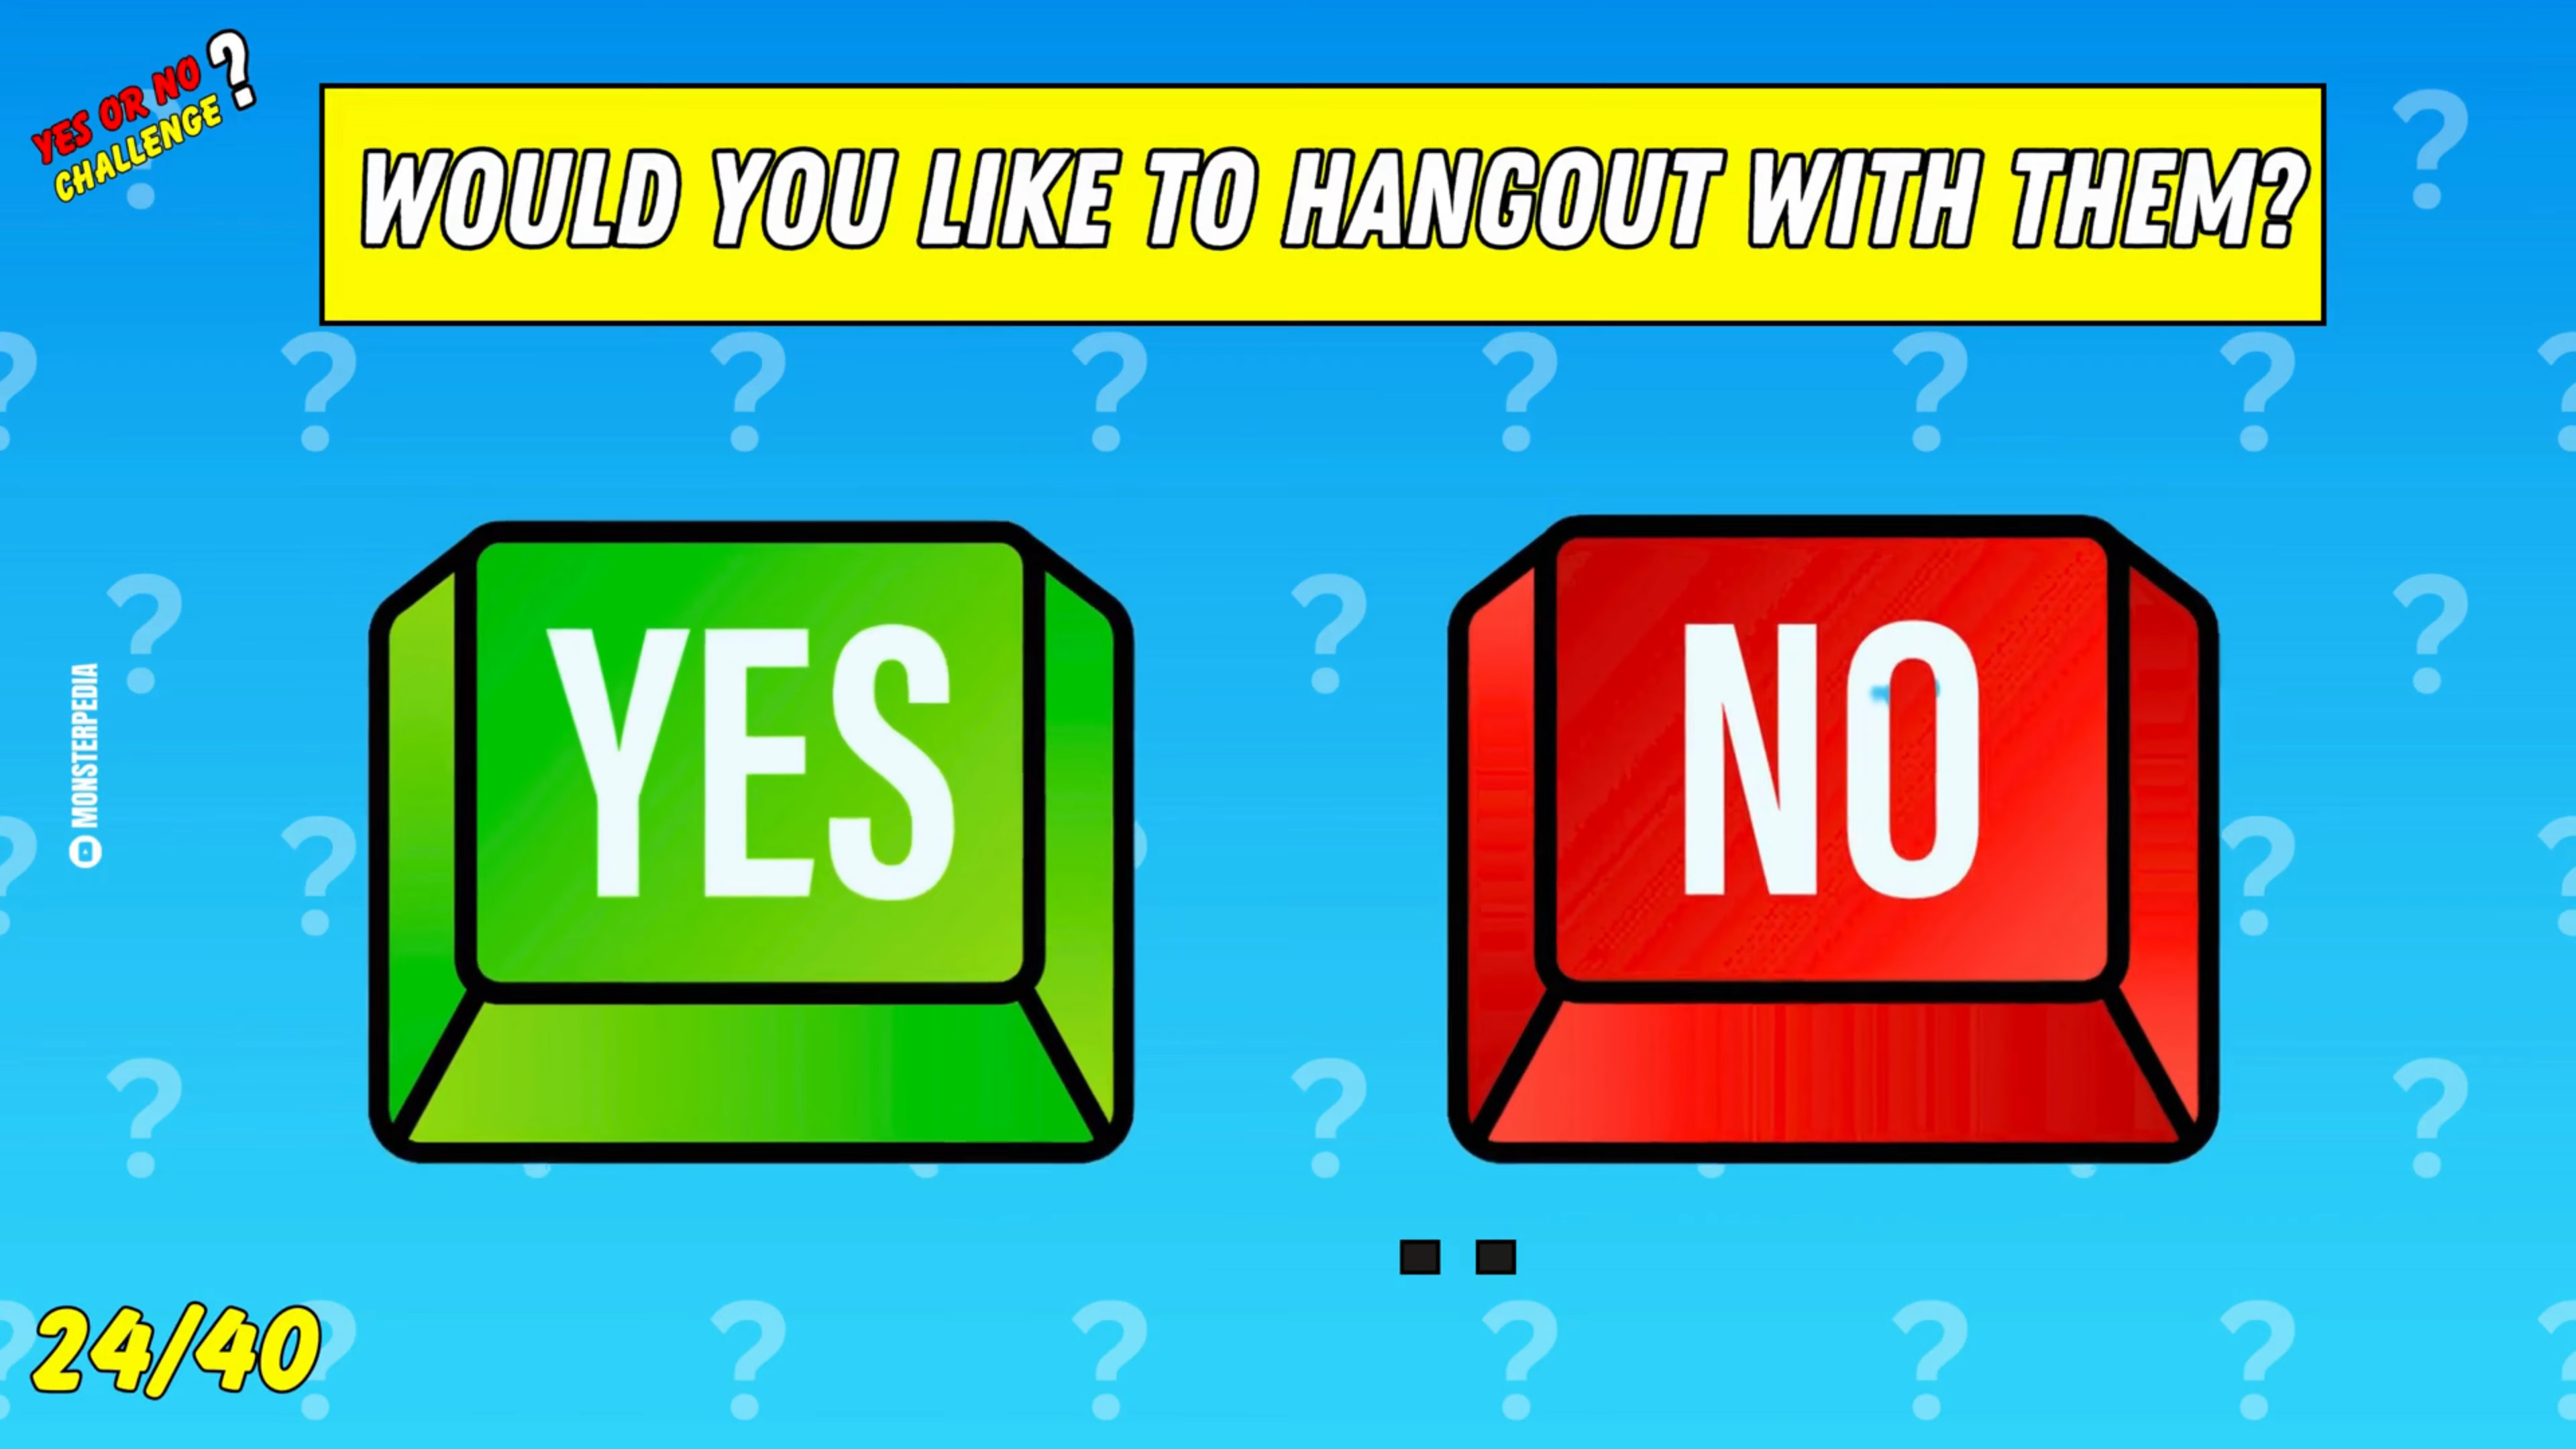 YES OR NO
CHALLENGE?
WOULD YOU LIKE TO HANGOUT WITH THEM?
YES
NO
MONSTERPEDIA
24/40